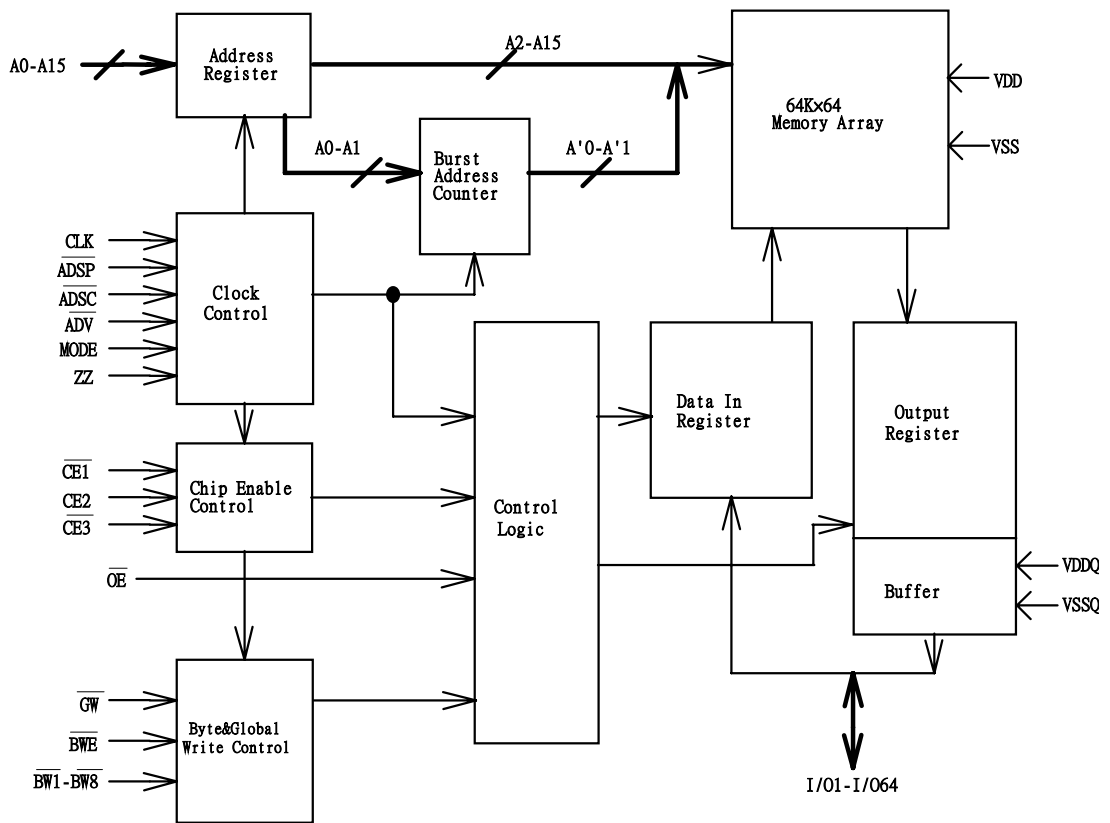 A0-A15
Address
Register
A2-A15
64K×64
Memory Array
VDD
VSS
A0-A1
Burst
Address
Counter
A'0-A'1
CLK
ADSP
ADSC
ADV
MODE
ZZ
Clock
Control
CE1
CE2
CE3
Chip Enable
Control
OE
GW
BWE
BW1-
Byte&Global
Write Control
Control
Logic
Data In
Register
Output
Register
Buffer
VDDQ
VSSQ
I/O1-I/O64